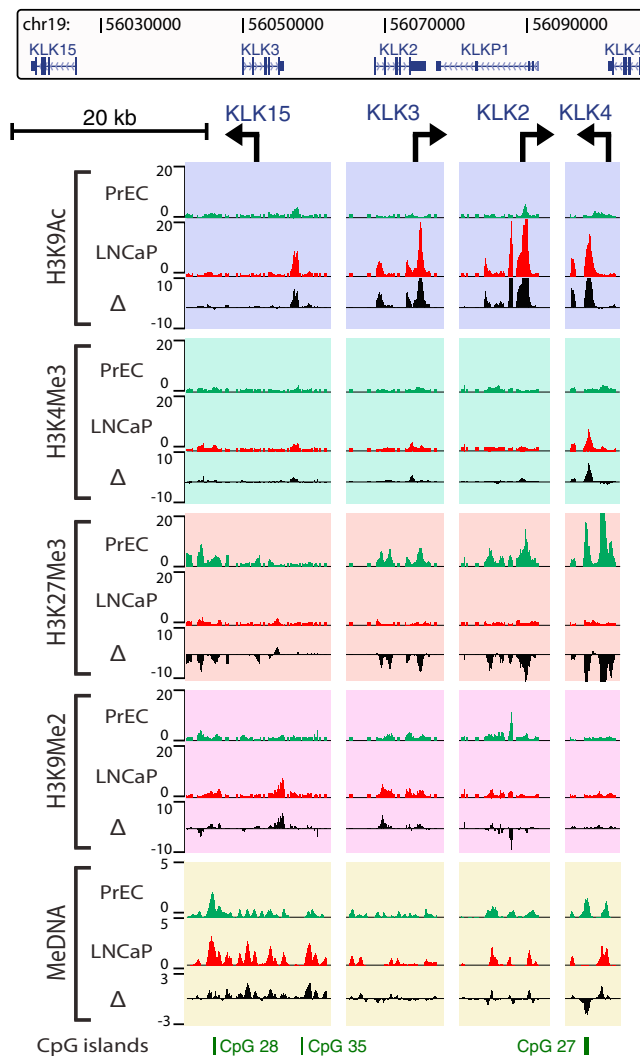 chr19: 56030000 56050000 56070000 56090000
KLK15 KLK3 KLK2 KLKP1 KLK4
20 kb
KLK15 KLK3 KLK2 KLK4
H3K9Ac
20
PrEC
0
20
LNCaP
0
10
Δ
-10
H3K4Me3
20
PrEC
0
20
LNCaP
0
10
Δ
-10
H3K27Me3
20
PrEC
0
20
LNCaP
0
10
Δ
-10
H3K9Me2
20
PrEC
0
20
LNCaP
0
10
Δ
-10
MeDNA
5
PrEC
0
5
LNCaP
0
3
Δ
-3
CpG islands CpG 28 CpG 35 CpG 27